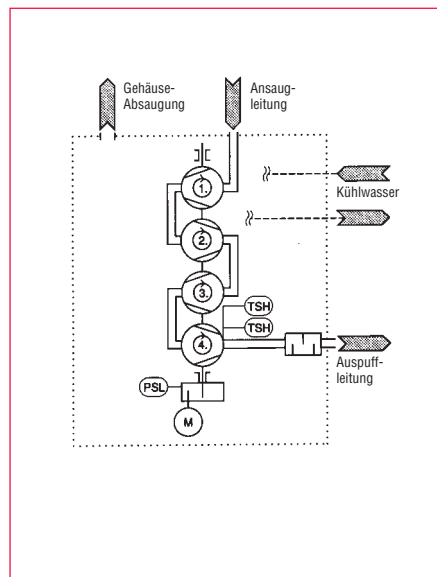 Gehäuse-
Absaugung
Ansaug-
leitung
Kühlwasser
1.
2.
3.
TSH
TSH
4.
Auspuff-
leitung
PSL
M